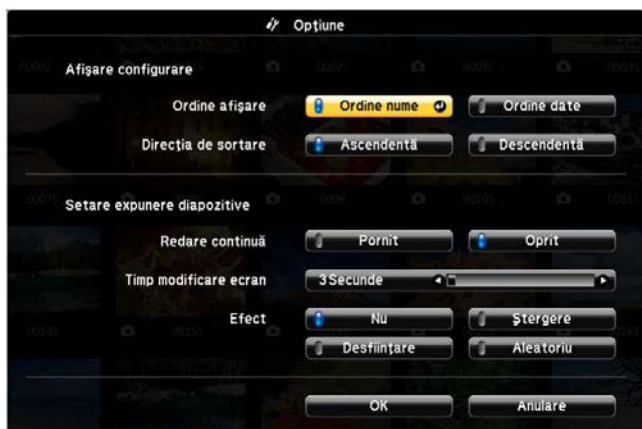 Opțiune
Afișare configurare
Ordine afișare Ordine nume Ordine date
Direcția de sortare Ascendentă Descendentă
Setare expunere diapozitive
Redare continuă Pornit Oprit
Timp modificare ecran 3Secunde
Efect Nu Ștergere
Desființare Aleatoriu
OK Anulare